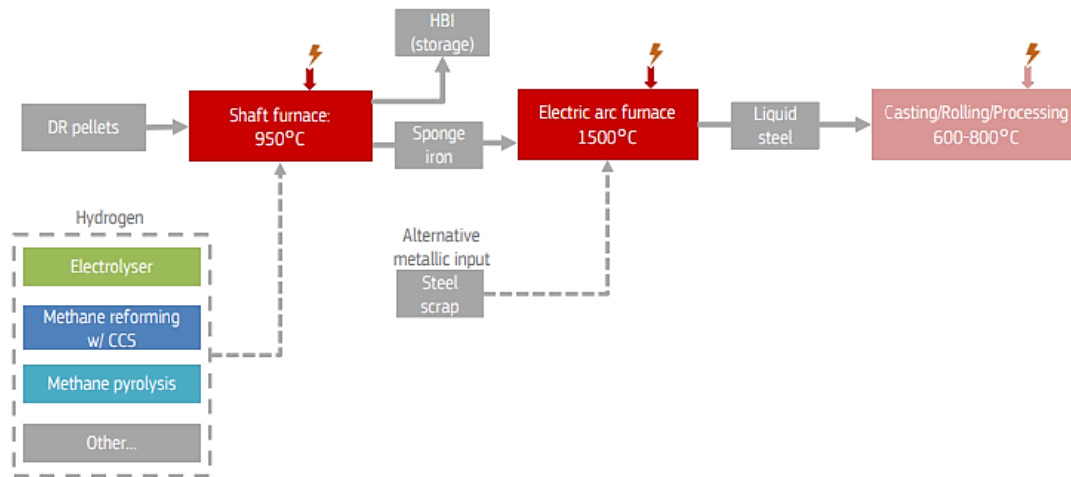 HBI
(storage)
DR pellets
Shaft furnace:
950°C
Sponge
iron
Electric arc furnace
1500°C
Liquid
steel
Casting/Rolling/Processing
600-800°C
Hydrogen
Electrolyser
Methane reforming
w/ CCS
Methane pyrolysis
Other...
Alternative
metallic input
Steel
scrap